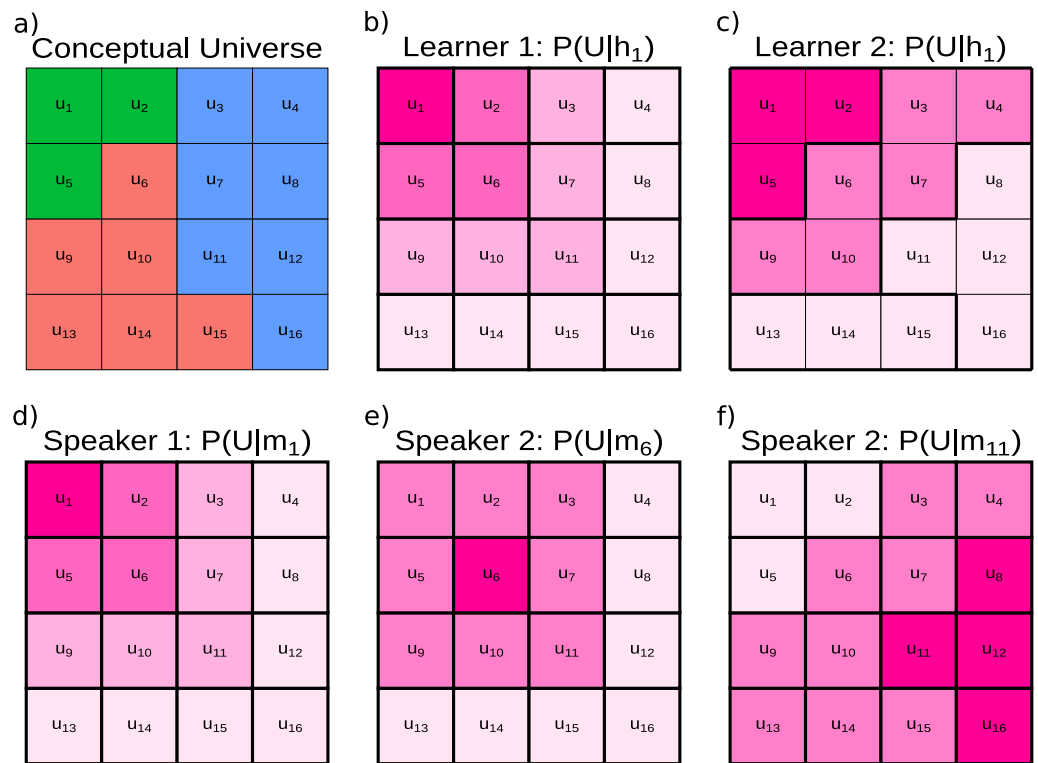 a) b) c)
Conceptual Universe Learner 1: P(U|h₁) Learner 2: P(U|h₁)
u₁ u₂ u₃ u₄ u₁ u₂ u₃ u₄ u₁ u₂ u₃ u₄
u₅ u₆ u₇ u₈ u₅ u₆ u₇ u₈ u₅ u₆ u₇ u₈
u₉ u₁₀ u₁₁ u₁₂ u₉ u₁₀ u₁₁ u₁₂ u₉ u₁₀ u₁₁ u₁₂
u₁₃ u₁₄ u₁₅ u₁₆ u₁₃ u₁₄ u₁₅ u₁₆ u₁₃ u₁₄ u₁₅ u₁₆
d) e) f)
Speaker 1: P(U|m₁) Speaker 2: P(U|m₆) Speaker 2: P(U|m₁₁)
u₁ u₂ u₃ u₄ u₁ u₂ u₃ u₄ u₁ u₂ u₃ u₄
u₅ u₆ u₇ u₈ u₅ u₆ u₇ u₈ u₅ u₆ u₇ u₈
u₉ u₁₀ u₁₁ u₁₂ u₉ u₁₀ u₁₁ u₁₂ u₉ u₁₀ u₁₁ u₁₂
u₁₃ u₁₄ u₁₅ u₁₆ u₁₃ u₁₄ u₁₅ u₁₆ u₁₃ u₁₄ u₁₅ u₁₆